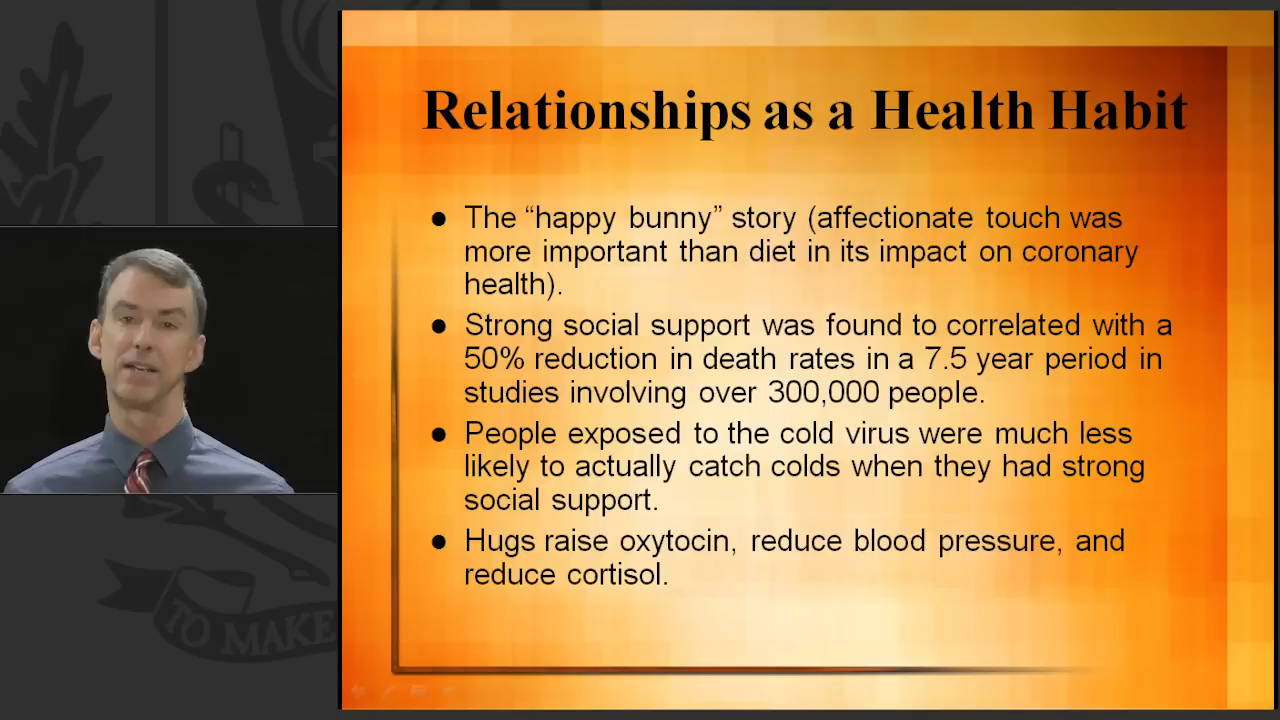 Relationships as a Health Habit
● The “happy bunny” story (affectionate touch was
more important than diet in its impact on coronary
health).
● Strong social support was found to correlated with a
50% reduction in death rates in a 7.5 year period in
studies involving over 300,000 people.
● People exposed to the cold virus were much less
likely to actually catch colds when they had strong
social support.
● Hugs raise oxytocin, reduce blood pressure, and
reduce cortisol.
TO MAKE